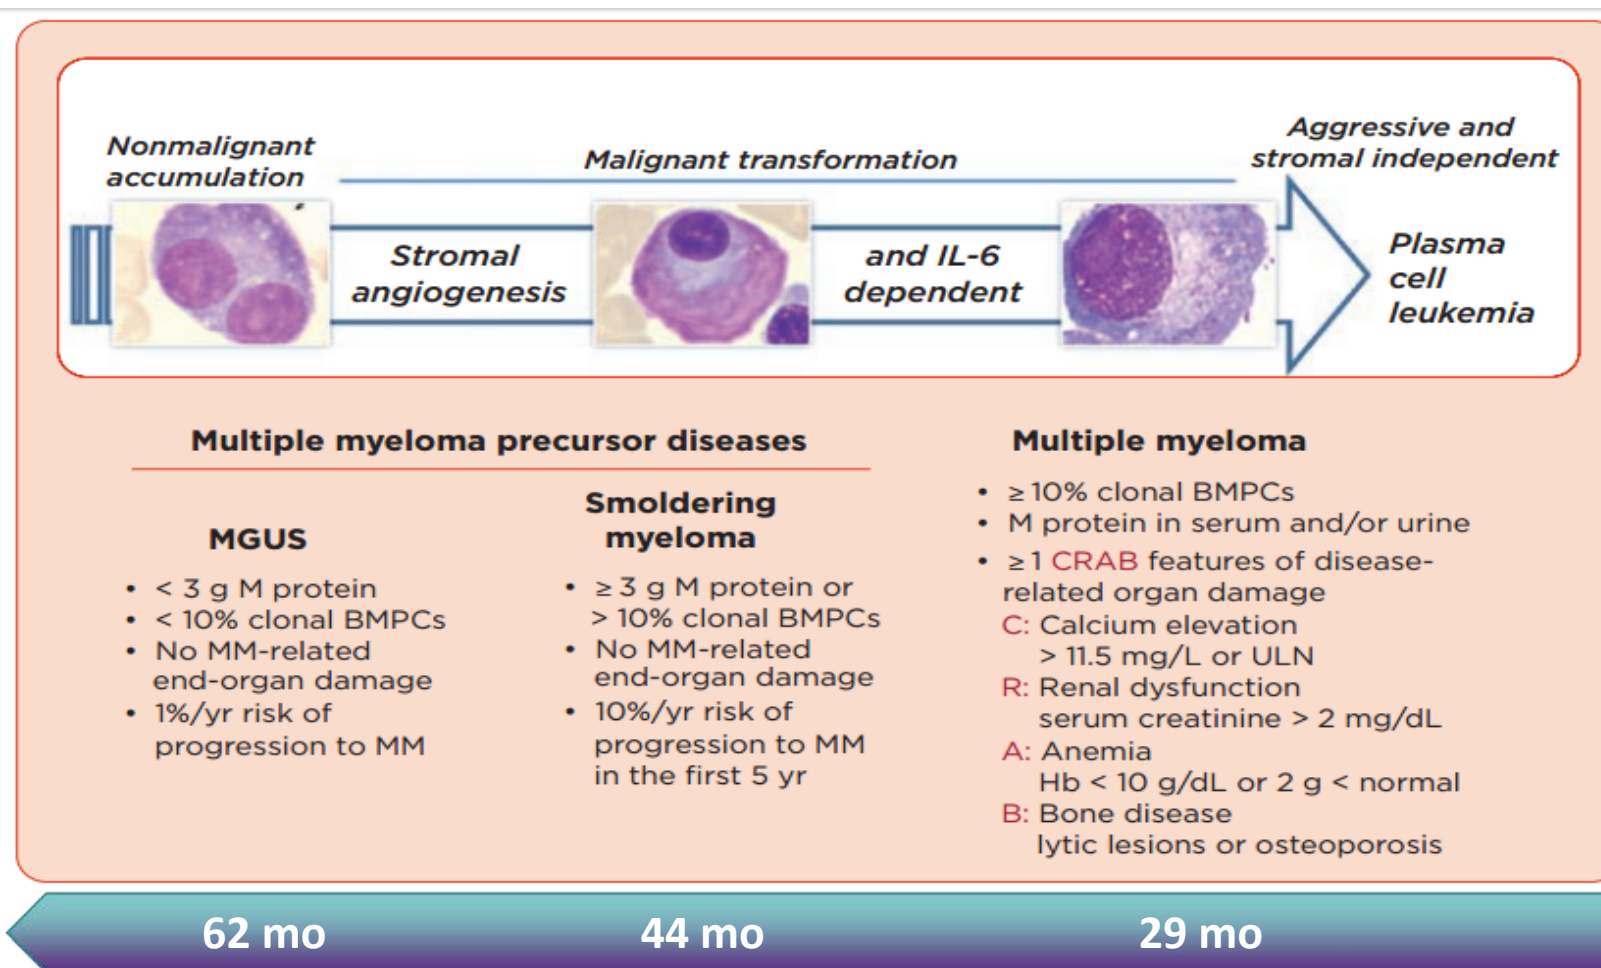 Nonmalignant
accumulation
Malignant transformation
Aggressive and
stromal independent
Stromal
angiogenesis
and IL-6
dependent
Plasma
cell
leukemia
Multiple myeloma precursor diseases
MGUS
• < 3 g M protein
• < 10% clonal BMPCs
• No MM-related
end-organ damage
• 1%/yr risk of
progression to MM
Smoldering
myeloma
• ≥ 3 g M protein or
> 10% clonal BMPCs
• No MM-related
end-organ damage
• 10%/yr risk of
progression to MM
in the first 5 yr
Multiple myeloma
• ≥ 10% clonal BMPCs
• M protein in serum and/or urine
• ≥ 1 CRAB features of disease-
related organ damage
C: Calcium elevation
> 11.5 mg/L or ULN
R: Renal dysfunction
serum creatinine > 2 mg/dL
A: Anemia
Hb < 10 g/dL or 2 g < normal
B: Bone disease
lytic lesions or osteoporosis
62 mo
44 mo
29 mo